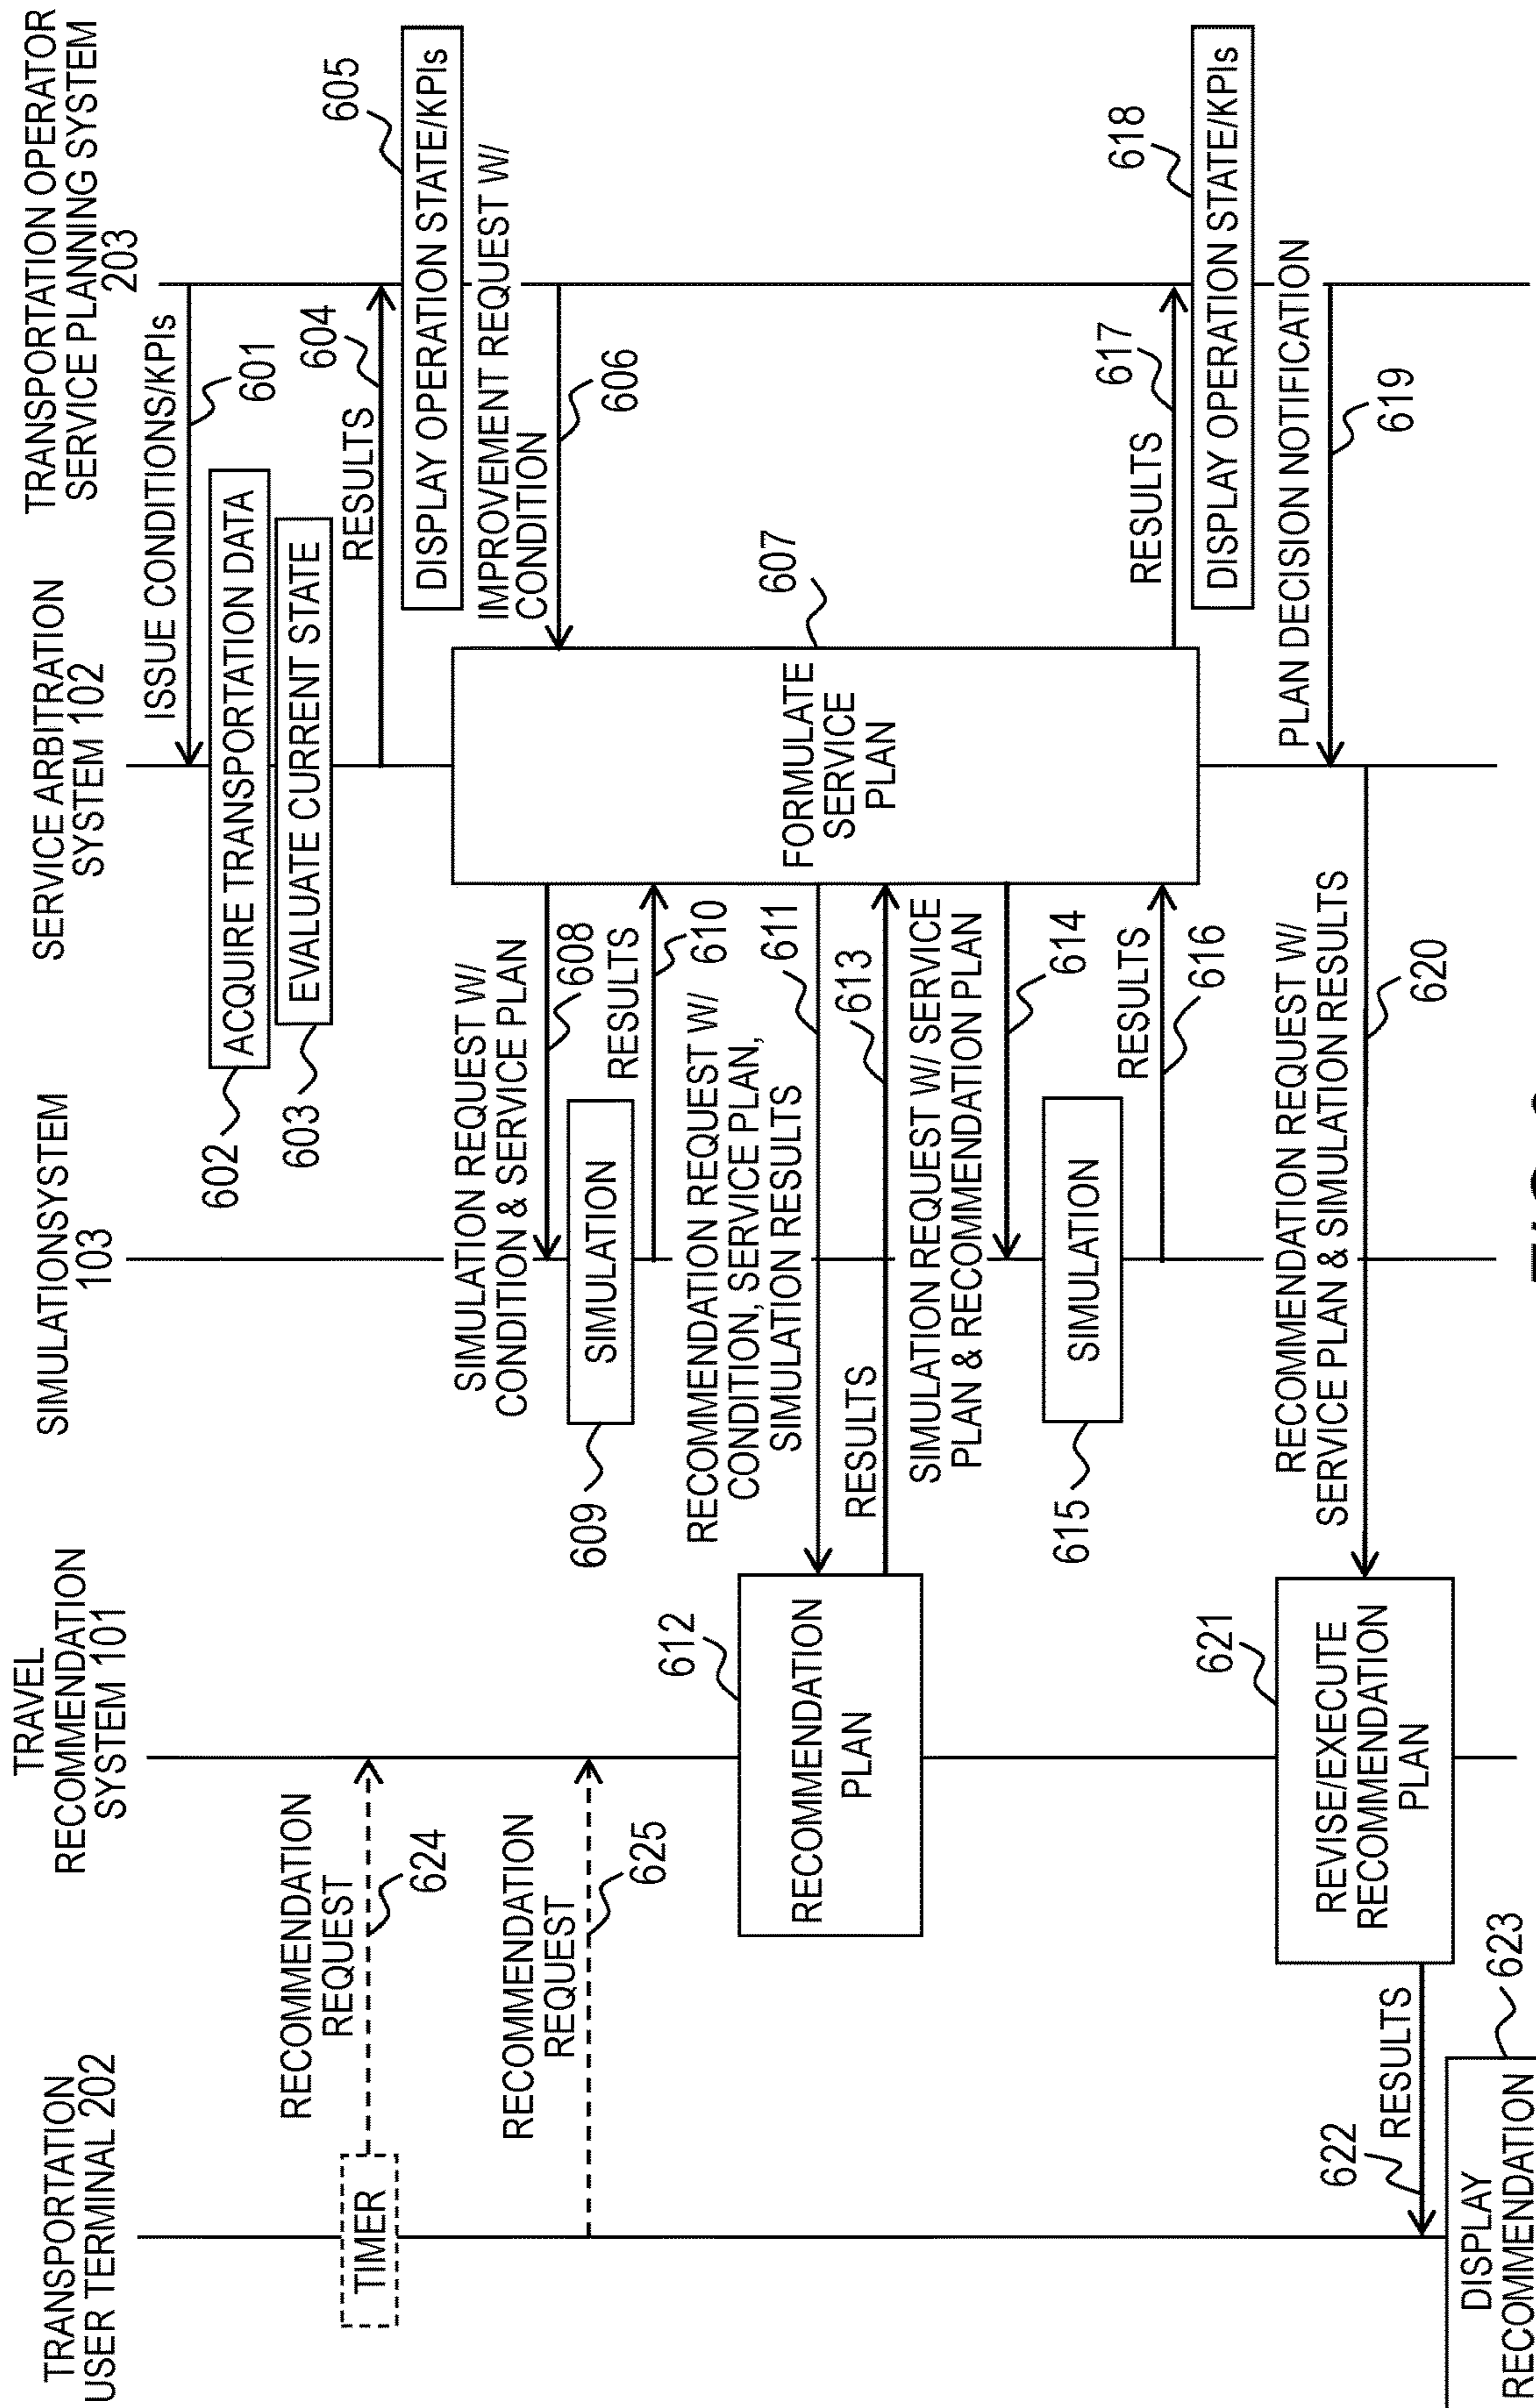 TRANSPORTATION
USER TERMINAL 202
TRAVEL
RECOMMENDATION
SYSTEM 101
SIMULATIONSYSTEM
103
SERVICE ARBITRATION
SYSTEM 102
TRANSPORTATION OPERATOR
SERVICE PLANNING SYSTEM
203
ISSUE CONDITIONS/KPIs
601
ACQUIRE TRANSPORTATION DATA
602
EVALUATE CURRENT STATE
603
RESULTS
604
DISPLAY OPERATION STATE/KPIs
605
TIMER
RECOMMENDATION
REQUEST
624
IMPROVEMENT REQUEST W/
CONDITION
606
SIMULATION REQUEST W/
CONDITION & SERVICE PLAN
608
RECOMMENDATION
REQUEST
625
SIMULATION
609
RESULTS
610
FORMULATE
SERVICE
PLAN
607
RECOMMENDATION REQUEST W/
CONDITION, SERVICE PLAN,
SIMULATION RESULTS
611
RECOMMENDATION
PLAN
612
RESULTS
613
SIMULATION REQUEST W/ SERVICE
PLAN & RECOMMENDATION PLAN
614
SIMULATION
615
RESULTS
616
RESULTS
617
DISPLAY OPERATION STATE/KPIs
618
PLAN DECISION NOTIFICATION
619
RECOMMENDATION REQUEST W/
SERVICE PLAN & SIMULATION RESULTS
620
REVISE/EXECUTE
RECOMMENDATION
PLAN
621
RESULTS
622
DISPLAY
RECOMMENDATION
623